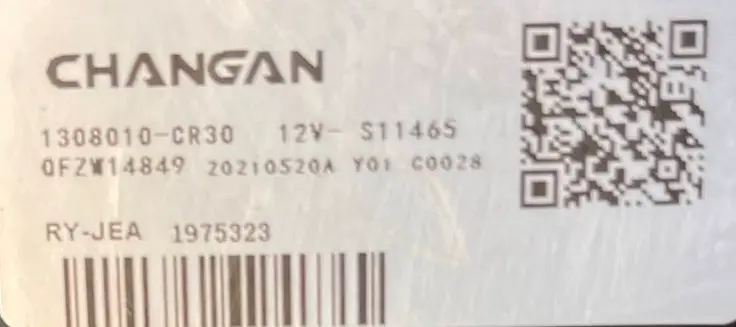 CHANGAN
1308010-CR30 12V- S11465
QFZW14849 20210520A Y01 C0028
RY-JEA 1975323